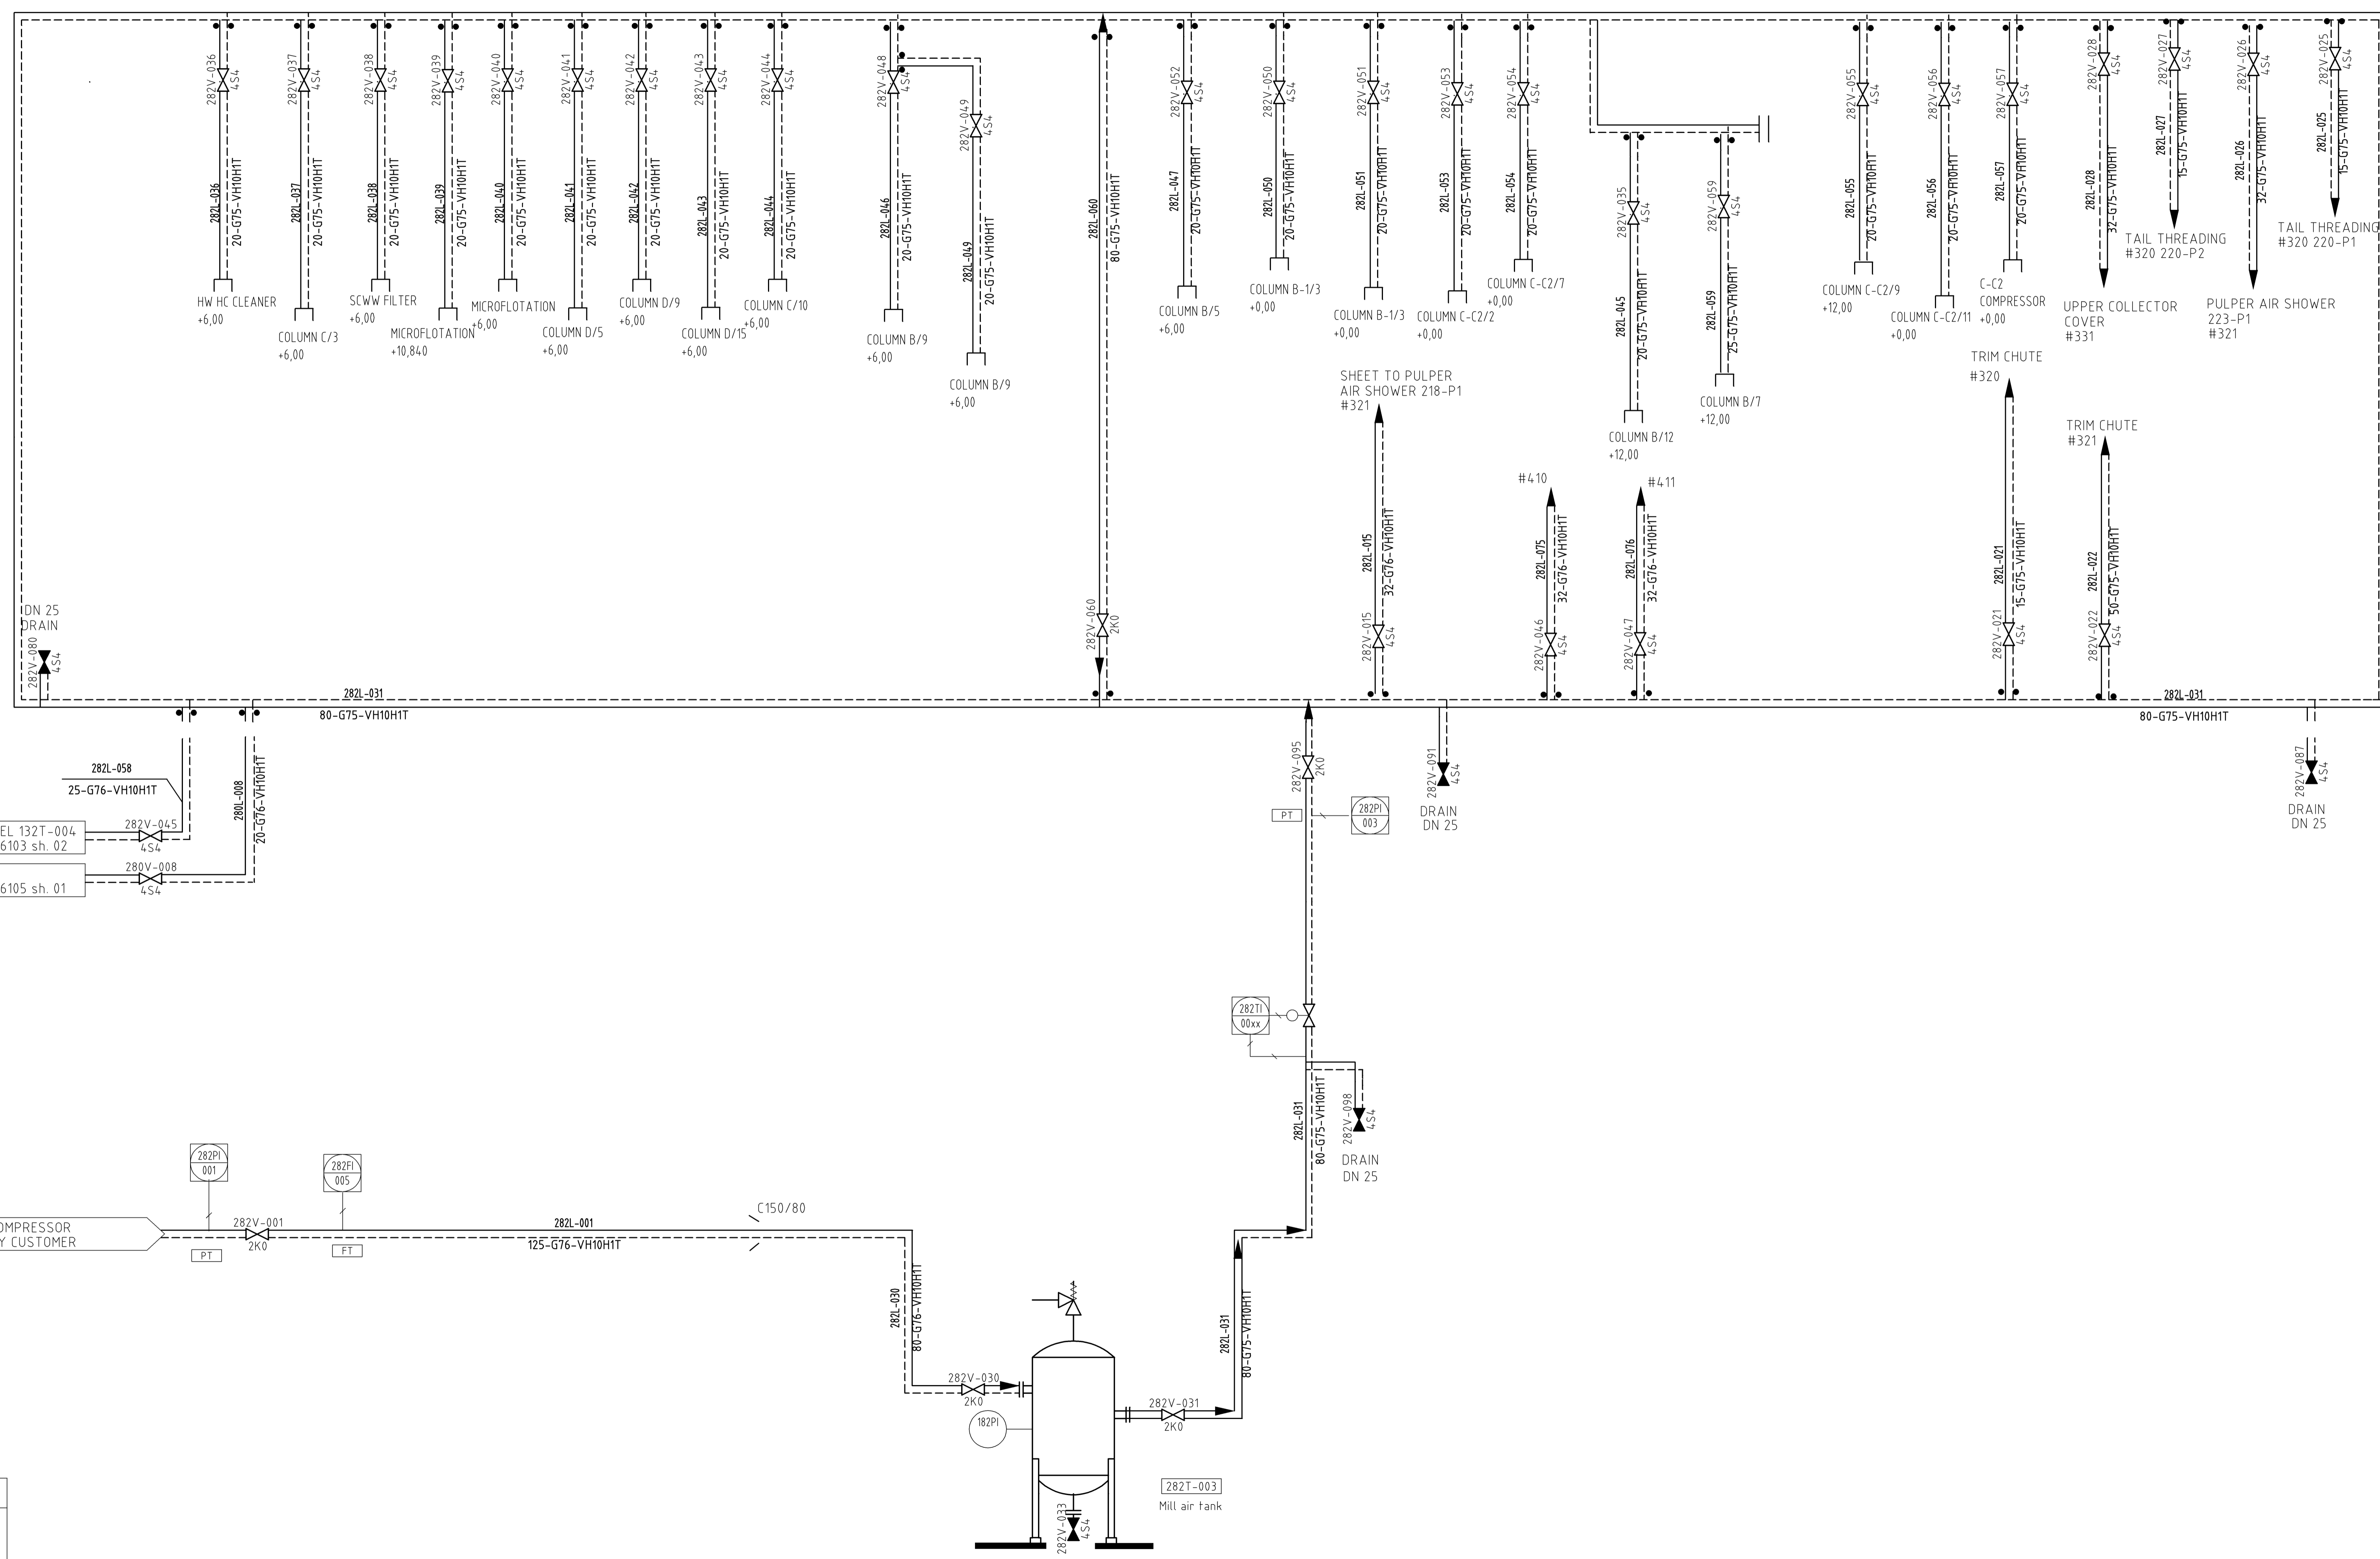 282V-036
4S4
282L-036
20-G75-VH10H1T
HW HC CLEANER
+6,00
282V-037
4S4
282L-037
20-G75-VH10H1T
COLUMN C/3
+6,00
282V-038
4S4
282L-038
20-G75-VH10H1T
SCWW FILTER
+6,00
282V-039
4S4
282L-039
20-G75-VH10H1T
MICROFLOTATION
+10,840
282V-040
4S4
282L-040
20-G75-VH10H1T
MICROFLOTATION
+6,00
282V-041
4S4
282L-041
20-G75-VH10H1T
COLUMN D/5
+6,00
282V-042
4S4
282L-042
20-G75-VH10H1T
COLUMN D/9
+6,00
282V-043
4S4
282L-043
20-G75-VH10H1T
COLUMN D/15
+6,00
282V-044
4S4
282L-044
20-G75-VH10H1T
COLUMN C/10
+6,00
282V-048
4S4
282L-046
20-G75-VH10H1T
COLUMN B/9
+6,00
282V-049
4S4
282L-049
20-G75-VH10H1T
COLUMN B/9
+6,00
282L-060
80-G75-VH10H1T
282V-060
2K0
282V-052
4S4
282L-047
20-G75-VH10H1T
COLUMN B/5
+6,00
282V-050
4S4
282L-050
20-G75-VH10H1T
COLUMN B-1/3
+0,00
282V-051
4S4
282L-051
20-G75-VH10H1T
COLUMN B-1/3
+0,00
282V-053
4S4
282L-053
20-G75-VH10H1T
COLUMN C-C2/2
+0,00
282V-054
4S4
282L-054
20-G75-VH10H1T
COLUMN C-C2/7
+0,00
282V-035
4S4
282L-045
20-G75-VH10H1T
COLUMN B/12
+12,00
282V-059
4S4
282L-059
25-G75-VH10H1T
COLUMN B/7
+12,00
282V-055
4S4
282L-055
20-G75-VH10H1T
COLUMN C-C2/9
+12,00
282V-056
4S4
282L-056
20-G75-VH10H1T
COLUMN C-C2/11
+0,00
282V-057
4S4
282L-057
20-G75-VH10H1T
C-C2
COMPRESSOR
+0,00
282V-028
4S4
282L-028
32-G75-VH10H1T
UPPER COLLECTOR
COVER
#331
282V-027
4S4
282L-027
15-G75-VH10H1T
TAIL THREADING
#320 220-P2
282V-026
4S4
282L-026
32-G75-VH10H1T
PULPER AIR SHOWER
223-P1
#321
282V-025
4S4
282L-025
15-G75-VH10H1T
TAIL THREADING
#320 220-P1
SHEET TO PULPER
AIR SHOWER 218-P1
#321
282L-015
32-G76-VH10H1T
282V-015
4S4
#410
282L-075
32-G76-VH10H1T
282V-046
4S4
#411
282L-076
32-G76-VH10H1T
282V-047
4S4
TRIM CHUTE
#320
282L-021
15-G75-VH10H1T
282V-021
4S4
TRIM CHUTE
#321
282L-022
50-G75-VH10H1T
282V-022
4S4
DN 25
DRAIN
282V-080
4S4
282L-031
80-G75-VH10H1T
282L-031
80-G75-VH10H1T
282L-058
25-G76-VH10H1T
280L-008
20-G76-VH10H1T
EL 132T-004
6103 sh. 02
282V-045
4S4
6105 sh. 01
280V-008
4S4
282V-095
2K0
PT
282PI
003
282V-091
4S4
DRAIN
DN 25
282V-087
4S4
DRAIN
DN 25
282TI
00xx
282L-031
80-G75-VH10H1T
282V-098
4S4
DRAIN
DN 25
282PI
001
282FI
005
OMPRESSOR
Y CUSTOMER
282V-001
2K0
PT
FT
282L-001
125-G76-VH10H1T
C150/80
282L-030
80-G76-VH10H1T
282V-030
2K0
182PI
282V-031
2K0
282L-031
80-G75-VH10H1T
282T-003
Mill air tank
282V-033
4S4